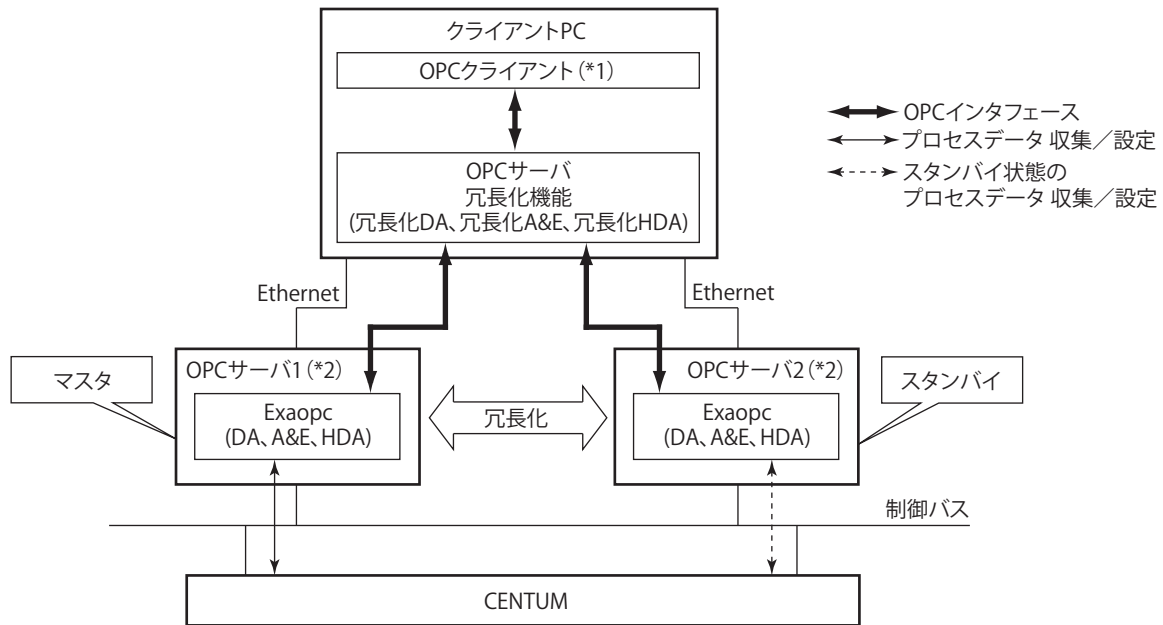 クライアントPC
OPCクライアント(*1)
OPCインタフェース
プロセスデータ 収集/設定
スタンバイ状態の
プロセスデータ 収集/設定
OPCサーバ
冗長化機能
(冗長化DA、冗長化A&E、冗長化HDA)
Ethernet
Ethernet
マスタ
OPCサーバ1(*2)
Exaopc
(DA、A&E、HDA)
冗長化
OPCサーバ2(*2)
Exaopc
(DA、A&E、HDA)
スタンバイ
制御バス
CENTUM